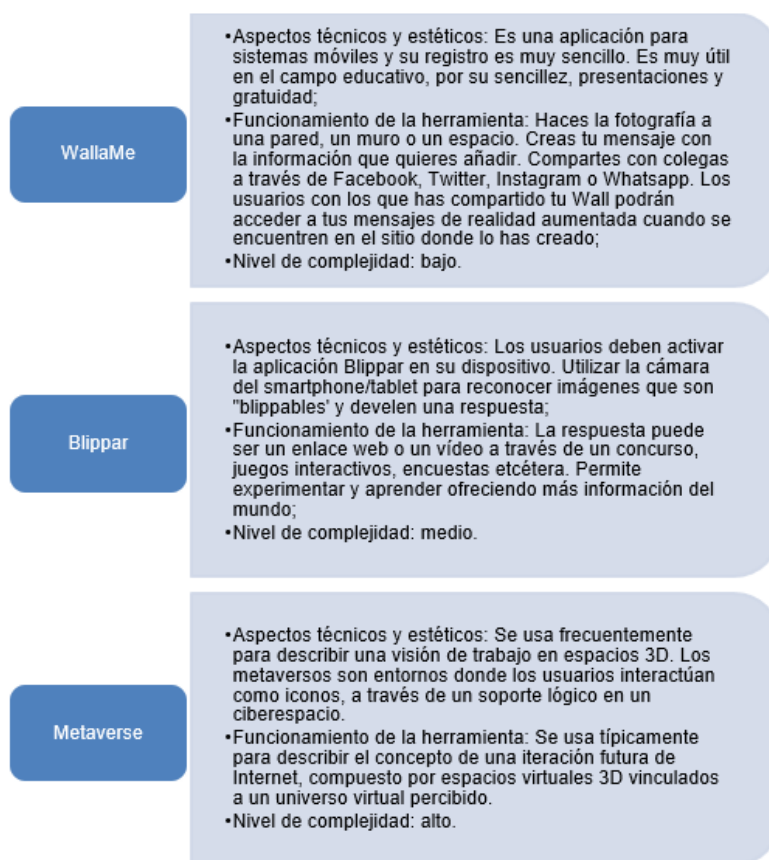 WallaMe
•Aspectos técnicos y estéticos: Es una aplicación para
sistemas móviles y su registro es muy sencillo. Es muy útil
en el campo educativo, por su sencillez, presentaciones y
gratuidad;
•Funcionamiento de la herramienta: Haces la fotografía a
una pared, un muro o un espacio. Creas tu mensaje con
la información que quieres añadir. Compartes con colegas
a través de Facebook, Twitter, Instagram o Whatsapp. Los
usuarios con los que has compartido tu Wall podrán
acceder a tus mensajes de realidad aumentada cuando se
encuentren en el sitio donde lo has creado;
•Nivel de complejidad: bajo.
Blippar
•Aspectos técnicos y estéticos: Los usuarios deben activar
la aplicación Blippar en su dispositivo. Utilizar la cámara
del smartphone/tablet para reconocer imágenes que son
"blippables' y develen una respuesta;
•Funcionamiento de la herramienta: La respuesta puede
ser un enlace web o un vídeo a través de un concurso,
juegos interactivos, encuestas etcétera. Permite
experimentar y aprender ofreciendo más información del
mundo;
•Nivel de complejidad: medio.
Metaverse
•Aspectos técnicos y estéticos: Se usa frecuentemente
para describir una visión de trabajo en espacios 3D. Los
metaversos son entornos donde los usuarios interactúan
como iconos, a través de un soporte lógico en un
ciberespacio.
•Funcionamiento de la herramienta: Se usa típicamente
para describir el concepto de una iteración futura de
Internet, compuesto por espacios virtuales 3D vinculados
a un universo virtual percibido.
•Nivel de complejidad: alto.